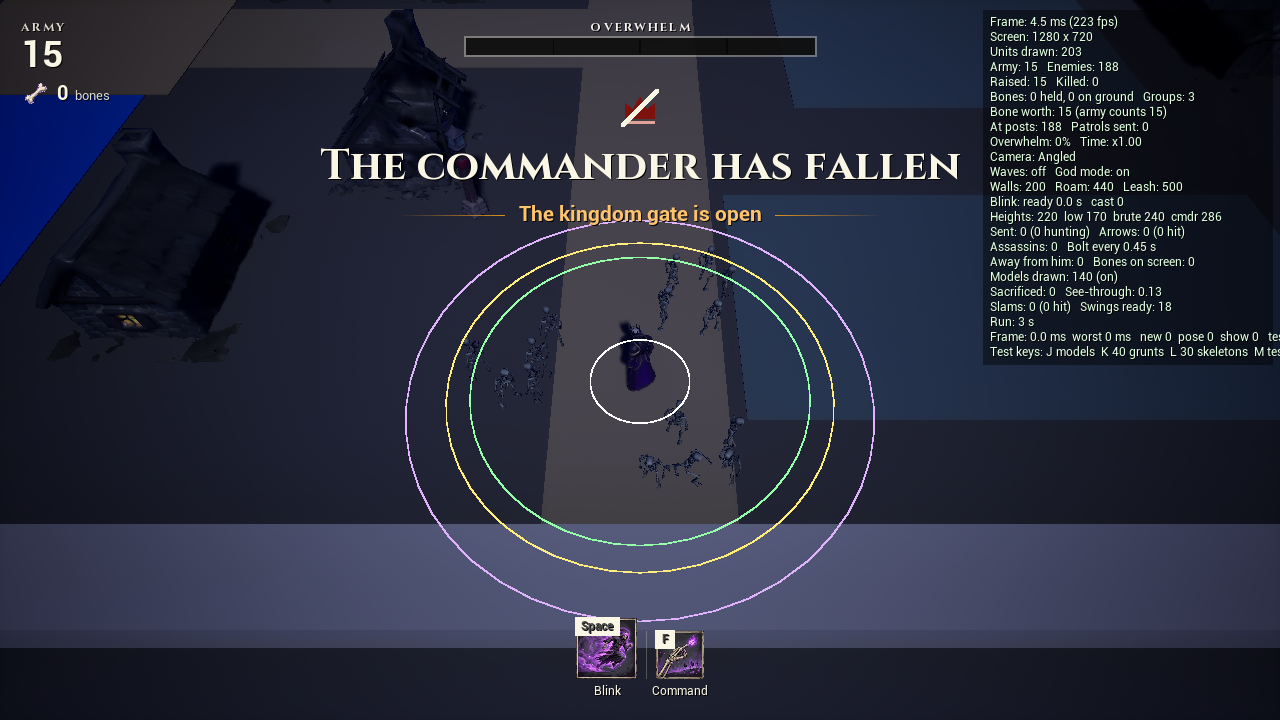 ARMY
15
0 bones
OVERWHELM
THE COMMANDER HAS FALLEN
The kingdom gate is open
Frame: 4.5 ms (223 fps)
Screen: 1280 x 720
Units drawn: 203
Army: 15 Enemies: 188
Raised: 15 Killed: 0
Bones: 0 held, 0 on ground Groups: 3
Bone worth: 15 (army counts 15)
At posts: 188 Patrols sent: 0
Overwhelm: 0% Time: x1.00
Camera: Angled
Waves: off God mode: on
Walls: 200 Roam: 440 Leash: 500
Blink: ready 0.0 s cast 0
Heights: 220 low 170 brute 240 cmdr 286
Sent: 0 (0 hunting) Arrows: 0 (0 hit)
Assassins: 0 Bolt every 0.45 s
Away from him: 0 Bones on screen: 0
Models drawn: 140 (on)
Sacrificed: 0 See-through: 0.13
Slams: 0 (0 hit) Swings ready: 18
Run: 3 s
Frame: 0.0 ms worst 0 ms new 0 pose 0 show 0
Test keys: J models K 40 grunts L 30 skeletons M
Space
F
Blink
Command